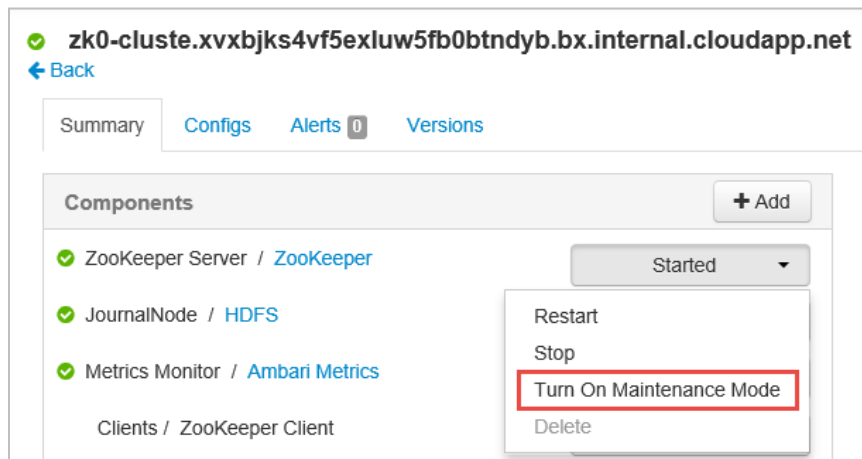 zk0-cluste.xvxbjks4vf5exluw5fb0btndyb.bx.internal.cloudapp.net
Back
Summary Configs Alerts 0 Versions
Components + Add
ZooKeeper Server / ZooKeeper Started
JournalNode / HDFS
Restart
Stop
Metrics Monitor / Ambari Metrics
Turn On Maintenance Mode
Clients / ZooKeeper Client
Delete